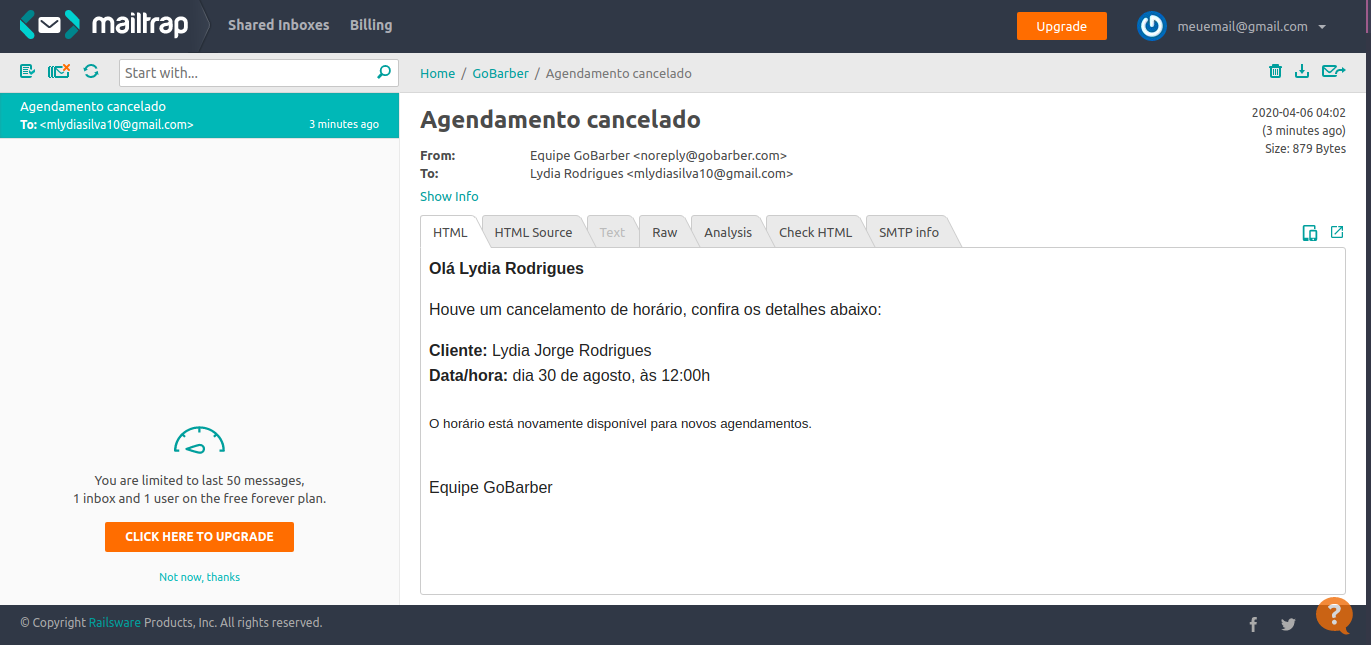 mailtrap
Shared Inboxes
Billing
Upgrade
meuemail@gmail.com
Start with...
Home / GoBarber / Agendamento cancelado
Agendamento cancelado
To: <mlydiasilva10@gmail.com>
3 minutes ago
You are limited to last 50 messages,
1 inbox and 1 user on the free forever plan.
CLICK HERE TO UPGRADE
Not now, thanks
Agendamento cancelado
2020-04-06 04:02
(3 minutes ago)
Size: 879 Bytes
From: Equipe GoBarber <noreply@gobarber.com>
To: Lydia Rodrigues <mlydiasilva10@gmail.com>
Show Info
HTML
HTML Source
Text
Raw
Analysis
Check HTML
SMTP info
Olá Lydia Rodrigues
Houve um cancelamento de horário, confira os detalhes abaixo:
Cliente: Lydia Jorge Rodrigues
Data/hora: dia 30 de agosto, às 12:00h
O horário está novamente disponível para novos agendamentos.
Equipe GoBarber
© Copyright Railsware Products, Inc. All rights reserved.
?